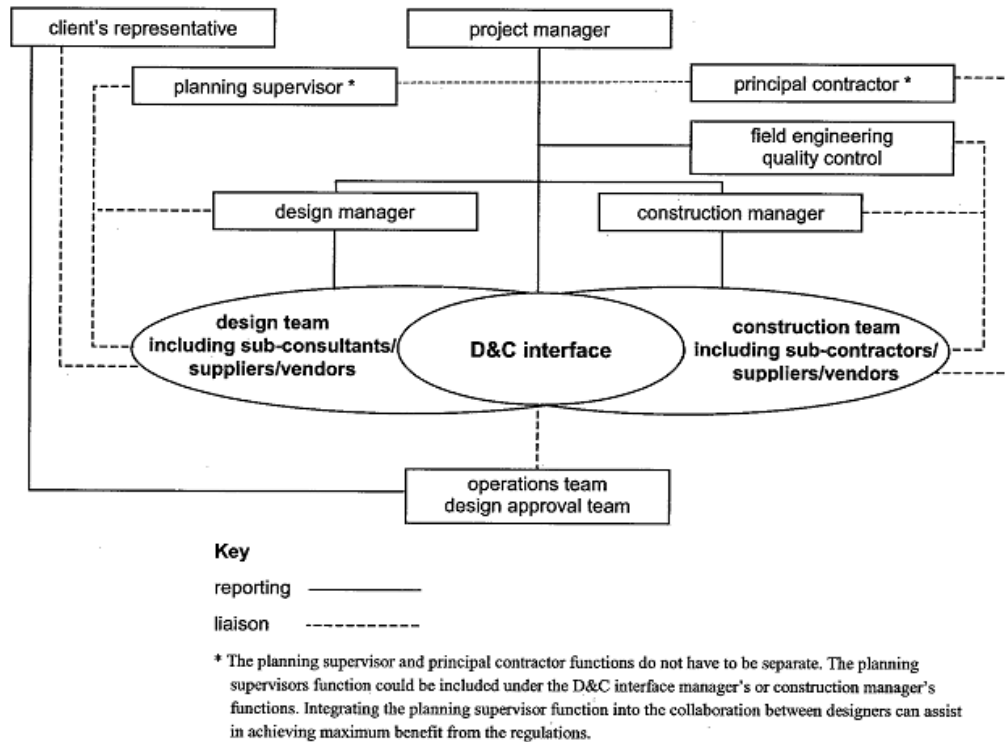 client's representative
project manager
planning supervisor *
principal contractor *
field engineering
quality control
design manager
construction manager
design team
including sub-consultants/
suppliers/vendors
D&C interface
construction team
including sub-contractors/
suppliers/vendors
operations team
design approval team
Key
reporting
liaison
* The planning supervisor and principal contractor functions do not have to be separate. The planning
supervisors function could be included under the D&C interface manager's or construction manager's
functions. Integrating the planning supervisor function into the collaboration between designers can assist
in achieving maximum benefit from the regulations.